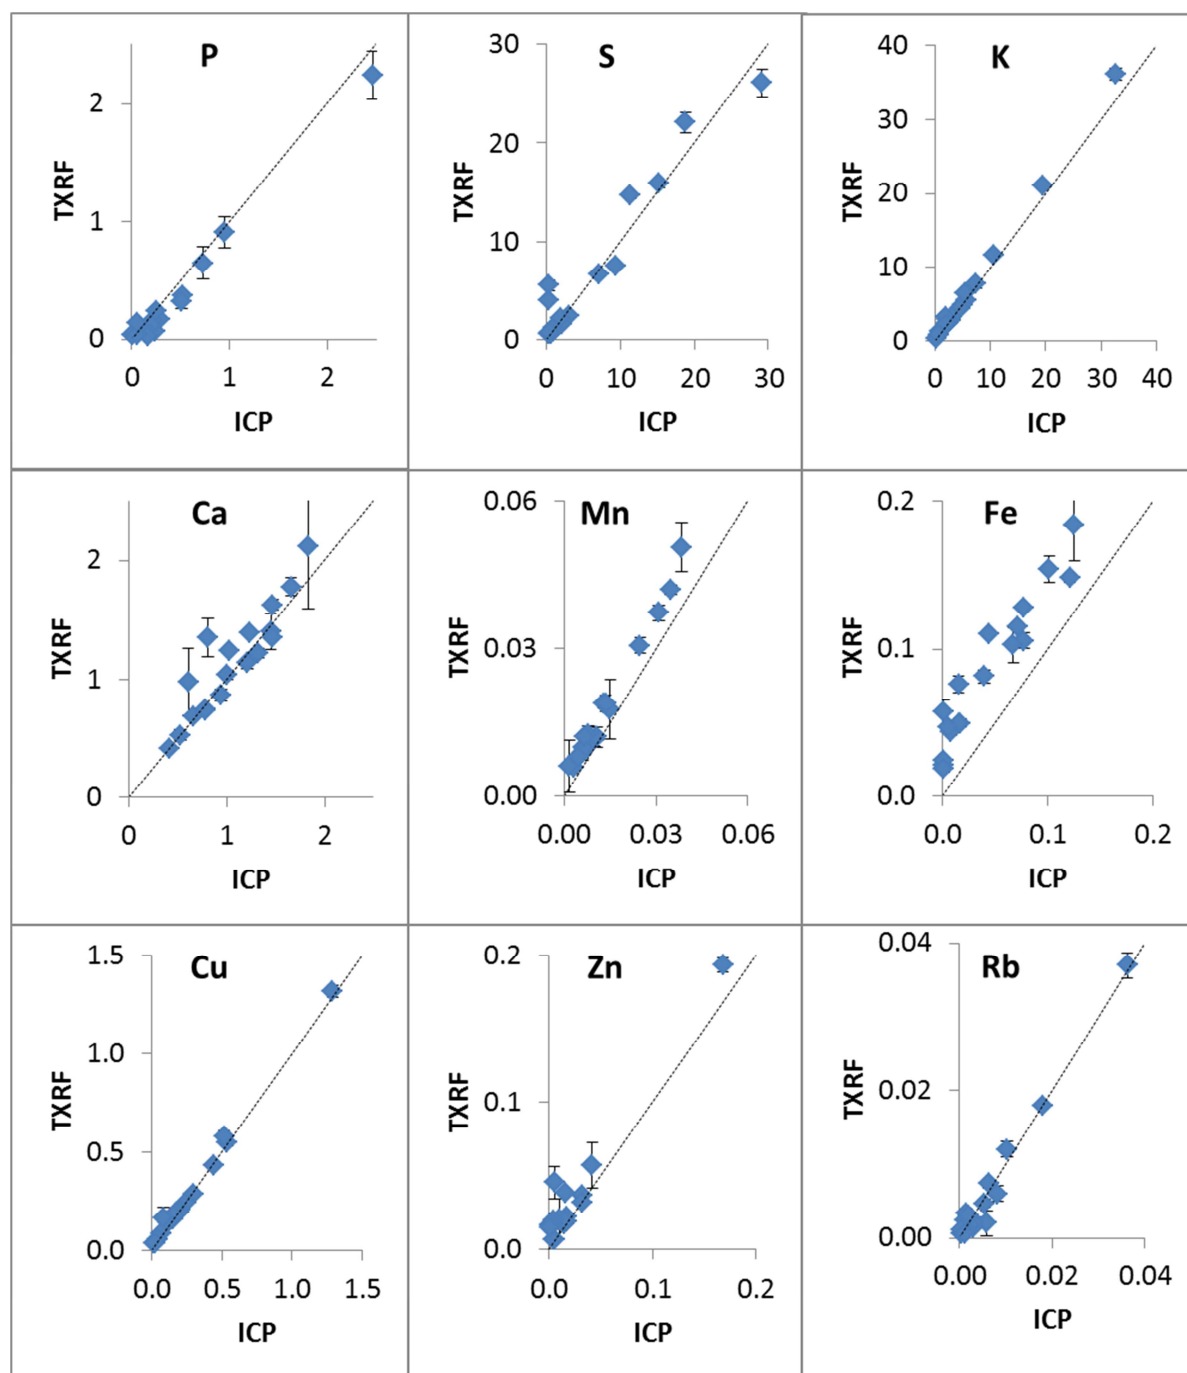 P
2
1
0
0 1 2
TXRF
ICP
S
30
20
10
0
0 10 20 30
TXRF
ICP
K
40
30
20
10
0
0 10 20 30 40
TXRF
ICP
Ca
2
1
0
0 1 2
TXRF
ICP
Mn
0.06
0.03
0.00
0.00 0.03 0.06
TXRF
ICP
Fe
0.2
0.1
0.0
0.0 0.1 0.2
TXRF
ICP
Cu
1.5
1.0
0.5
0.0
0.0 0.5 1.0 1.5
TXRF
ICP
Zn
0.2
0.1
0.0
0.0 0.1 0.2
TXRF
ICP
Rb
0.04
0.02
0.00
0.00 0.02 0.04
TXRF
ICP